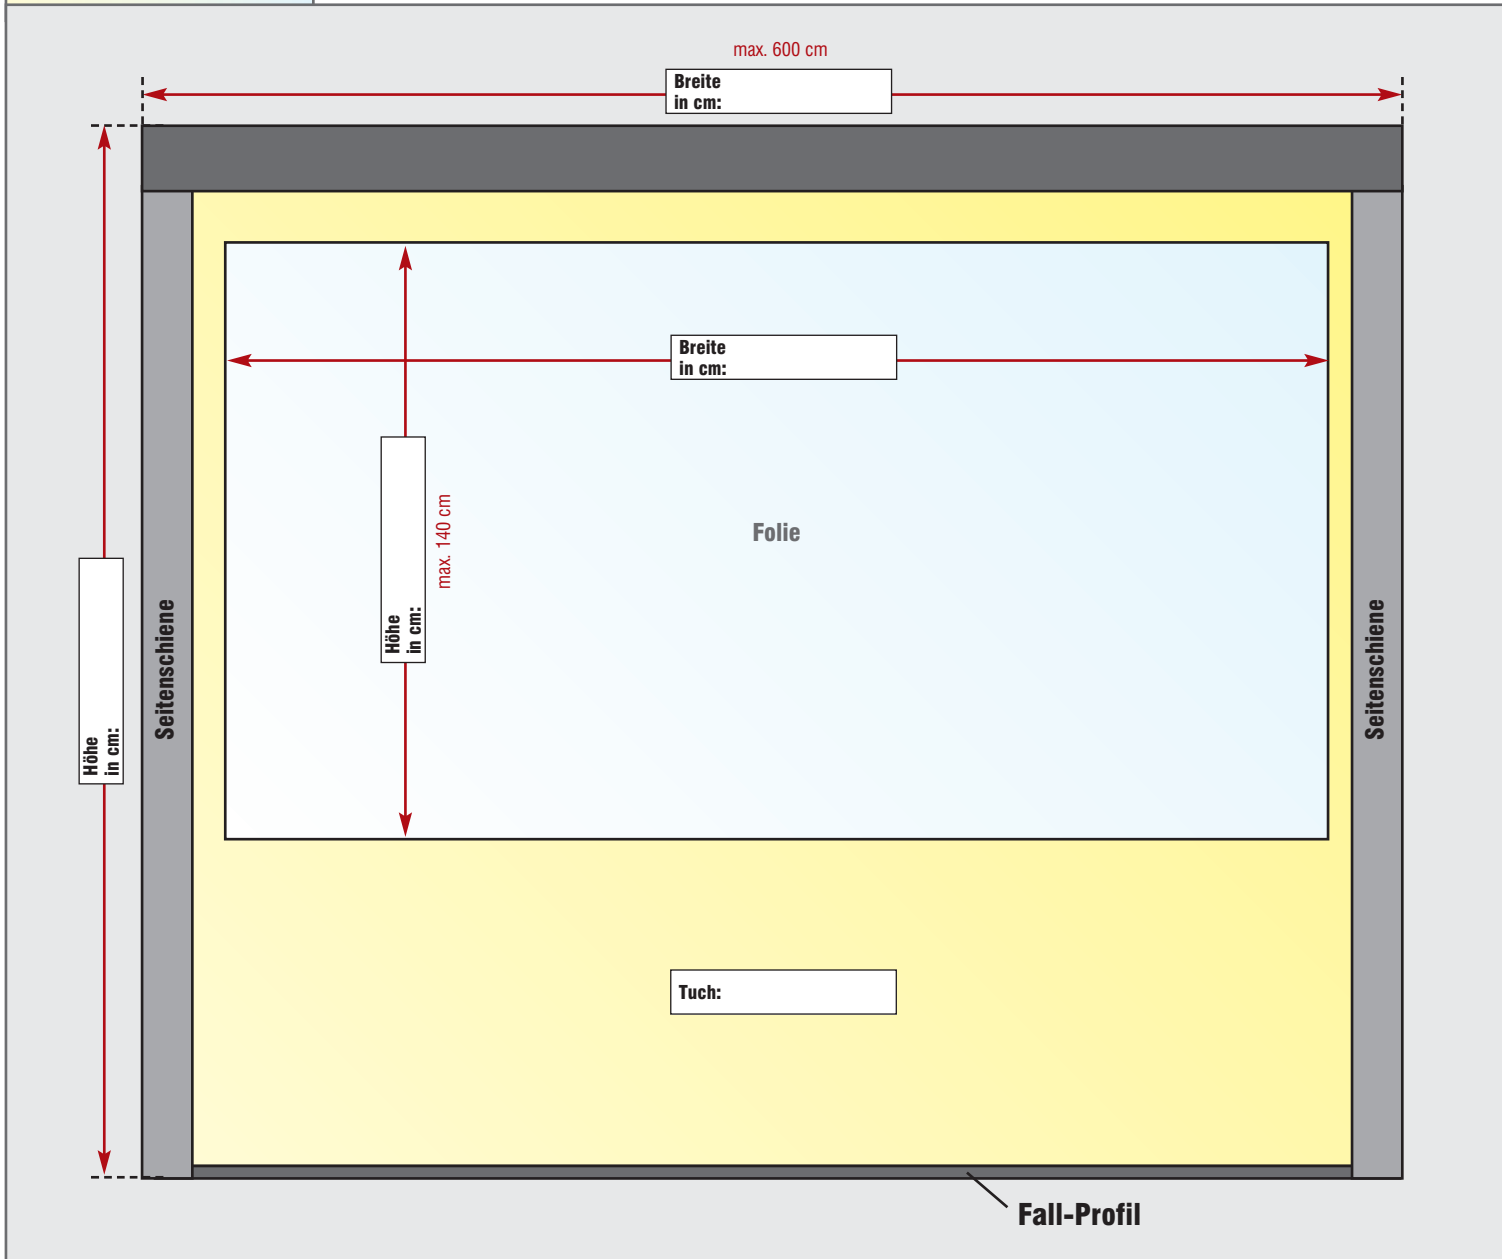 max. 600 cm
Breite
in cm:
Breite
in cm:
Höhe
in cm:
max. 140 cm
Folie
Höhe
in cm:
Seitenschiene
Seitenschiene
Tuch:
Fall-Profil